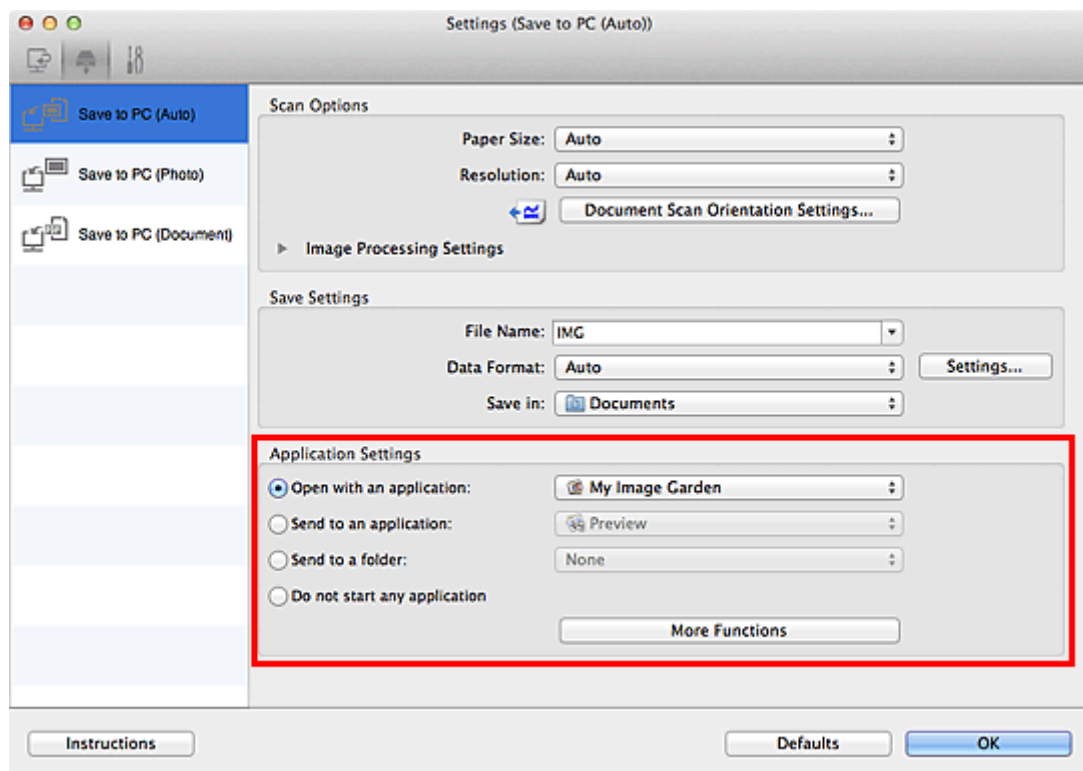 Settings (Save to PC (Auto))
Save to PC (Auto)
Save to PC (Photo)
Save to PC (Document)
Scan Options
Paper Size: Auto
Resolution: Auto
Document Scan Orientation Settings...
Image Processing Settings
Save Settings
File Name: IMG
Data Format: Auto Settings...
Save in: Documents
Application Settings
Open with an application: My Image Garden
Send to an application: Preview
Send to a folder: None
Do not start any application
More Functions
Instructions Defaults OK